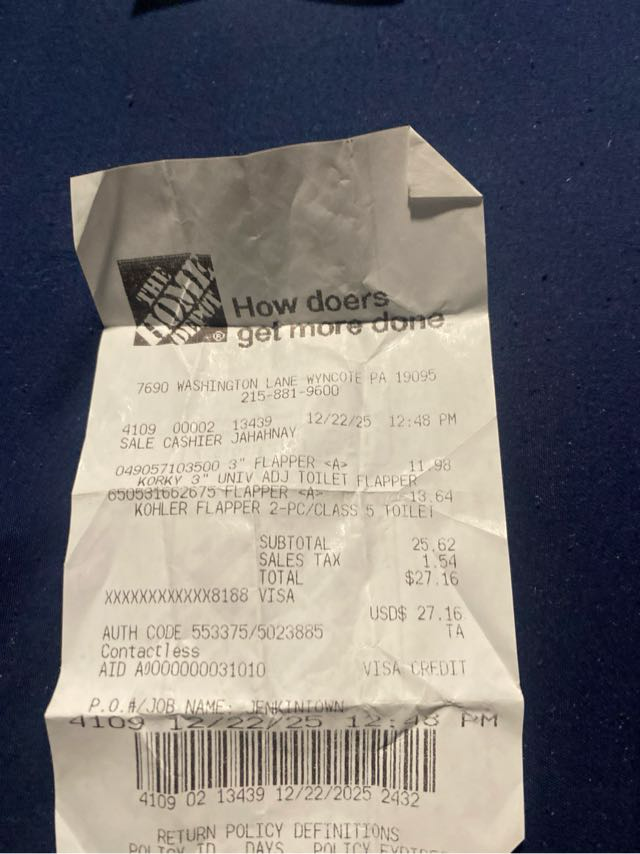 THE
HOME
DEPOT
®
How doers
get more done
7690 WASHINGTON LANE WYNCOTE PA 19095
215-881-9600
4109 00002 13439 12/22/25 12:48 PM
SALE CASHIER JAHAHNAY
049057103500 3" FLAPPER <A> 11.98
KORKY 3" UNIV ADJ TOILET FLAPPER
650531662675 FLAPPER <A> 13.64
KOHLER FLAPPER 2-PC/CLASS 5 TOILET
SUBTOTAL 25.62
SALES TAX 1.54
TOTAL $27.16
XXXXXXXXXXXX8188 VISA
USD$ 27.16
AUTH CODE 553375/5023885 TA
Contactless
AID A0000000031010 VISA CREDIT
P.O.#/JOB NAME: JENKINTOWN
4109 12/22/25 12:48 PM
4109 02 13439 12/22/2025 2432
RETURN POLICY DEFINITIONS
POLICY ID DAYS POLICY